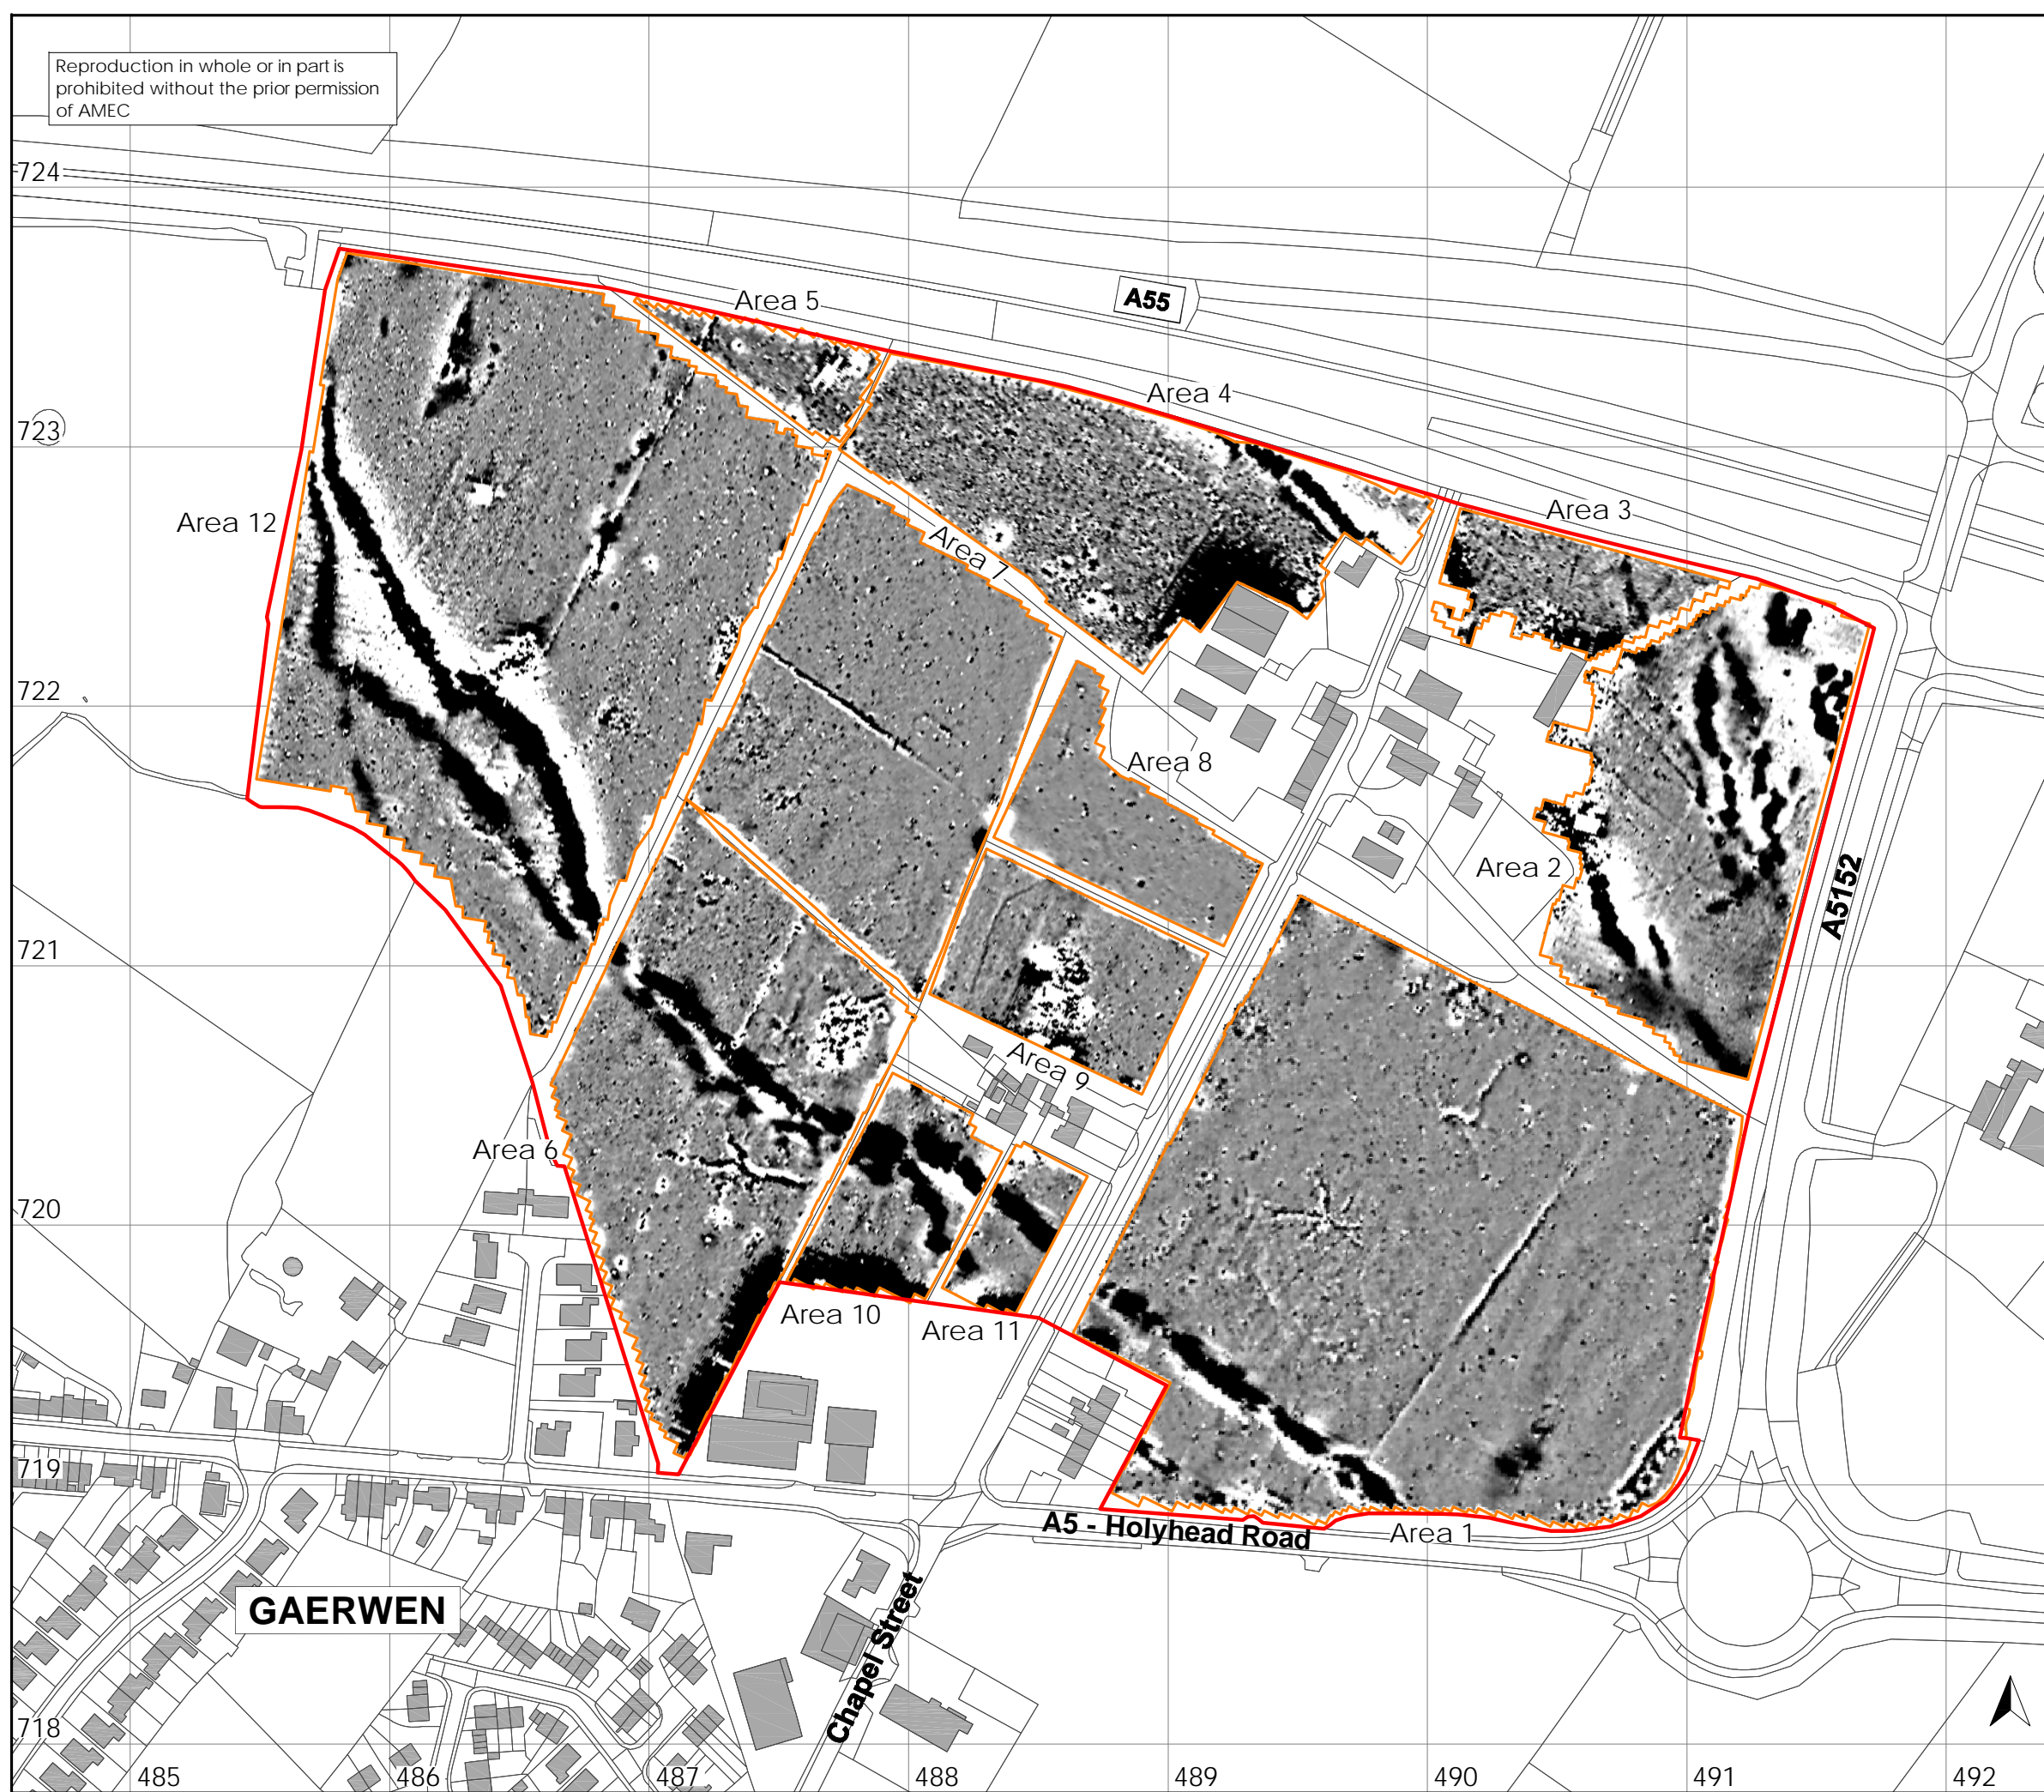 Reproduction in whole or in part is
prohibited without the prior permission
of AMEC
724
Area 5
A55
Area 4
723
Area 12
Area 3
Area 7
722
Area 8
Area 2
A5152
721
Area 9
Area 6
720
Area 10
Area 11
719
A5 - Holyhead Road
Area 1
GAERWEN
Chapel Street
718
485
486
487
488
489
490
491
492